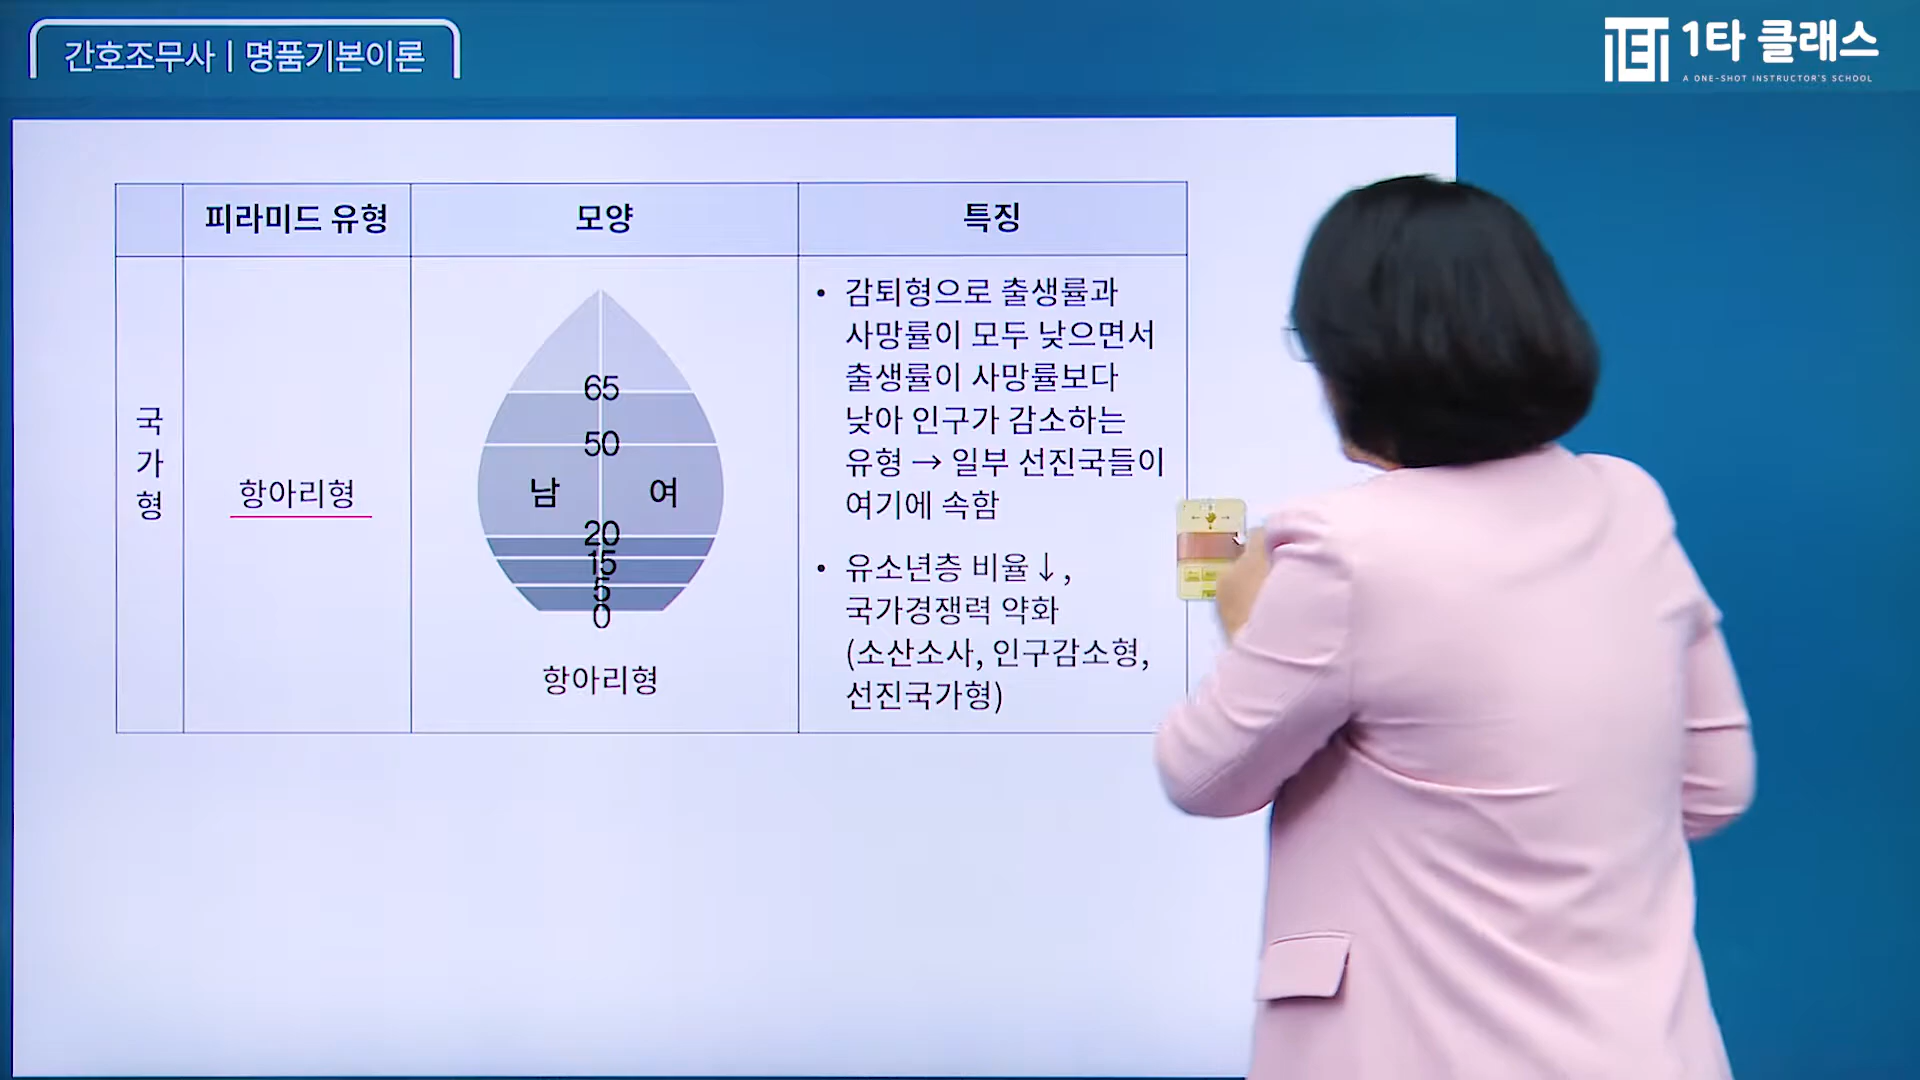 간호조무사 | 명품기본이론
1타 클래스
A ONE-SHOT INSTRUCTOR'S SCHOOL
피라미드 유형
모양
특징
국가형
항아리형
65
50
남 여
20
15
5
0
항아리형
• 감퇴형으로 출생률과
사망률이 모두 낮으면서
출생률이 사망률보다
낮아 인구가 감소하는
유형 → 일부 선진국들이
여기에 속함
• 유소년층 비율↓,
국가경쟁력 약화
(소산소사, 인구감소형,
선진국가형)